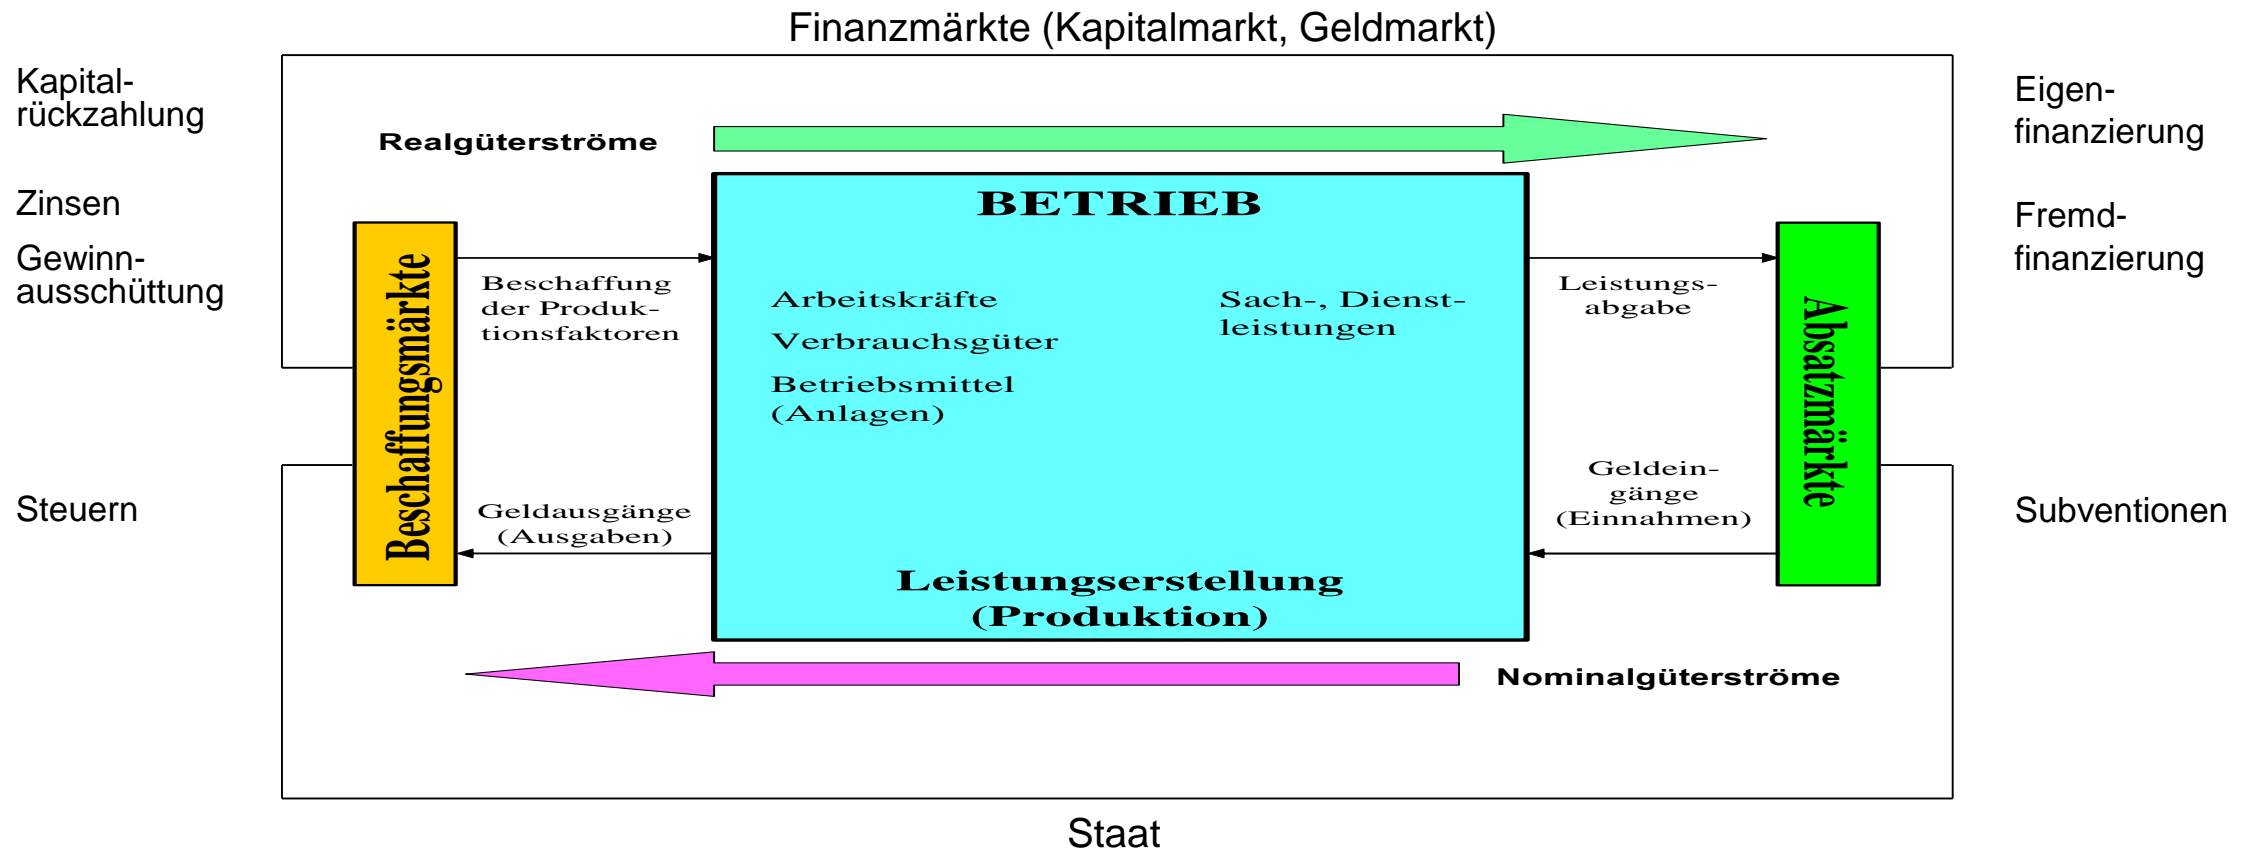 Finanzmärkte (Kapitalmarkt, Geldmarkt)
Kapital-
rückzahlung
Zinsen
Gewinn-
ausschüttung
Steuern
Realgüterströme
Beschaffungsmärkte
Beschaffung
der Produk-
tionsfaktoren
Geldausgänge
(Ausgaben)
BETRIEB
Arbeitskräfte
Verbrauchsgüter
Betriebsmittel
(Anlagen)
Sach-, Dienst-
leistungen
Leistungserstellung
(Produktion)
Leistungs-
abgabe
Geldein-
gänge
(Einnahmen)
Absatzmärkte
Nominalgüterströme
Eigen-
finanzierung
Fremd-
finanzierung
Subventionen
Staat